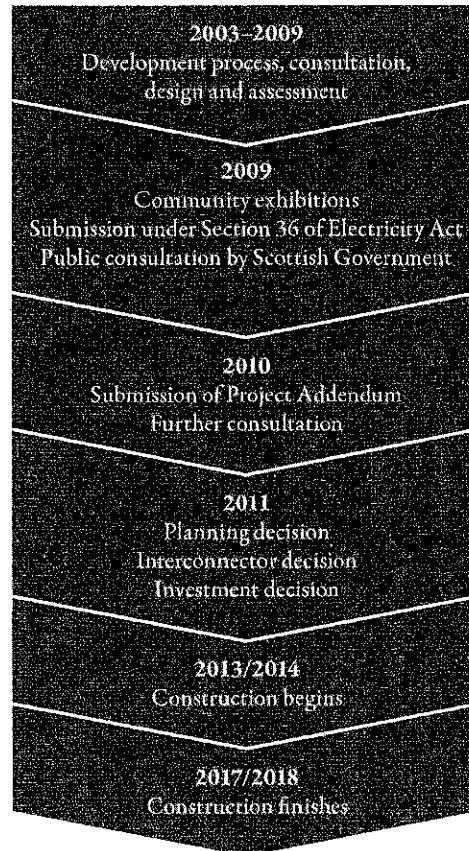 2003–2009
Development process, consultation,
design and assessment
2009
Community exhibitions
Submission under Section 36 of Electricity Act
Public consultation by Scottish Government
2010
Submission of Project Addendum
Further consultation
2011
Planning decision
Interconnector decision
Investment decision
2013/2014
Construction begins
2017/2018
Construction finishes